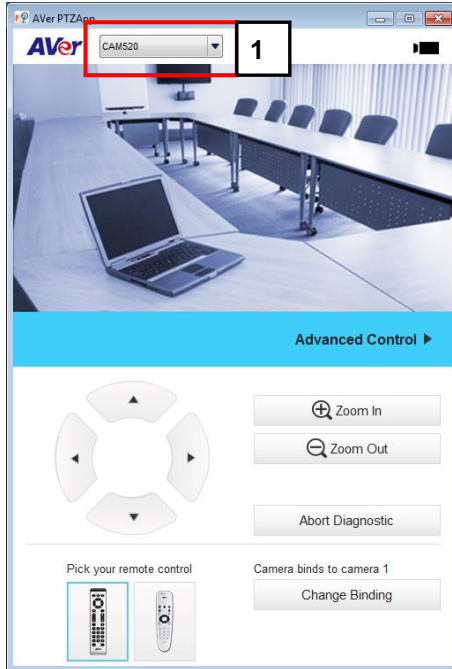 AVer PTZApp
AVer
CAM520
1
Advanced Control
Zoom In
Zoom Out
Abort Diagnostic
Pick your remote control
Camera binds to camera 1
Change Binding